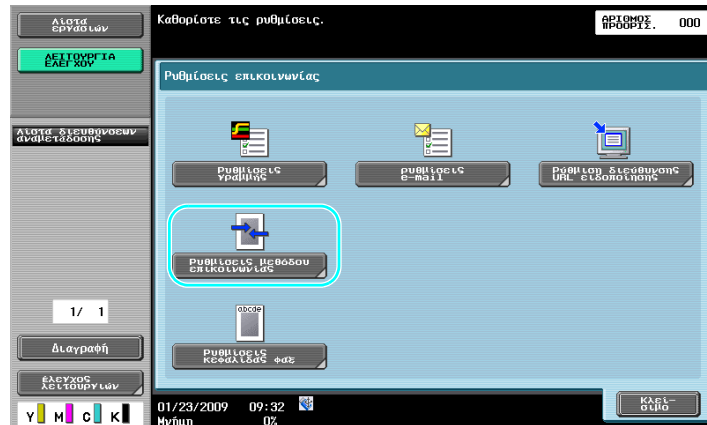 Λίστα
εργασιών
Καθορίστε τις ρυθμίσεις.
ΑΡΙΘΜΟΣ
ΠΡΟΟΡΙΣ.
000
ΛΕΙΤΟΥΡΓΙΑ
ΕΛΕΓΧΟΥ
Ρυθμίσεις επικοινωνίας
Λίστα διευθύνσεων
αναμετάδοσης
Ρυθμίσεις
γραμμής
ρυθμίσεις
e-mail
Ρύθμιση διεύθυνσης
URL ειδοποίησης
Ρυθμίσεις μεθόδου
επικοινωνίας
abcde
Ρυθμίσεις
κεφαλίδας φαξ
1/ 1
Διαγραφή
έλεγχος
λειτουργιών
Y M C K
01/23/2009 09:32
Μνήμη 0%
Κλεί-
σιμο